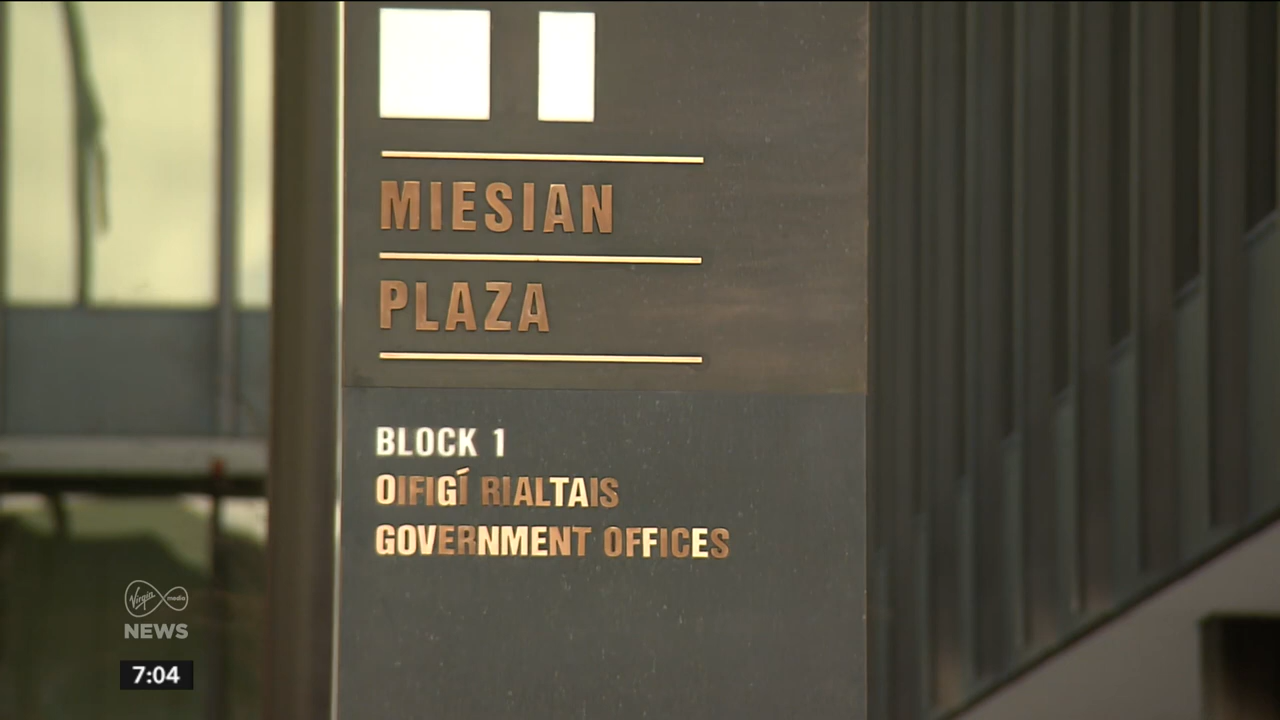 MIESIAN
PLAZA
BLOCK 1
OIFIGÍ RIALTAIS
GOVERNMENT OFFICES
Virgin media
NEWS
7:04